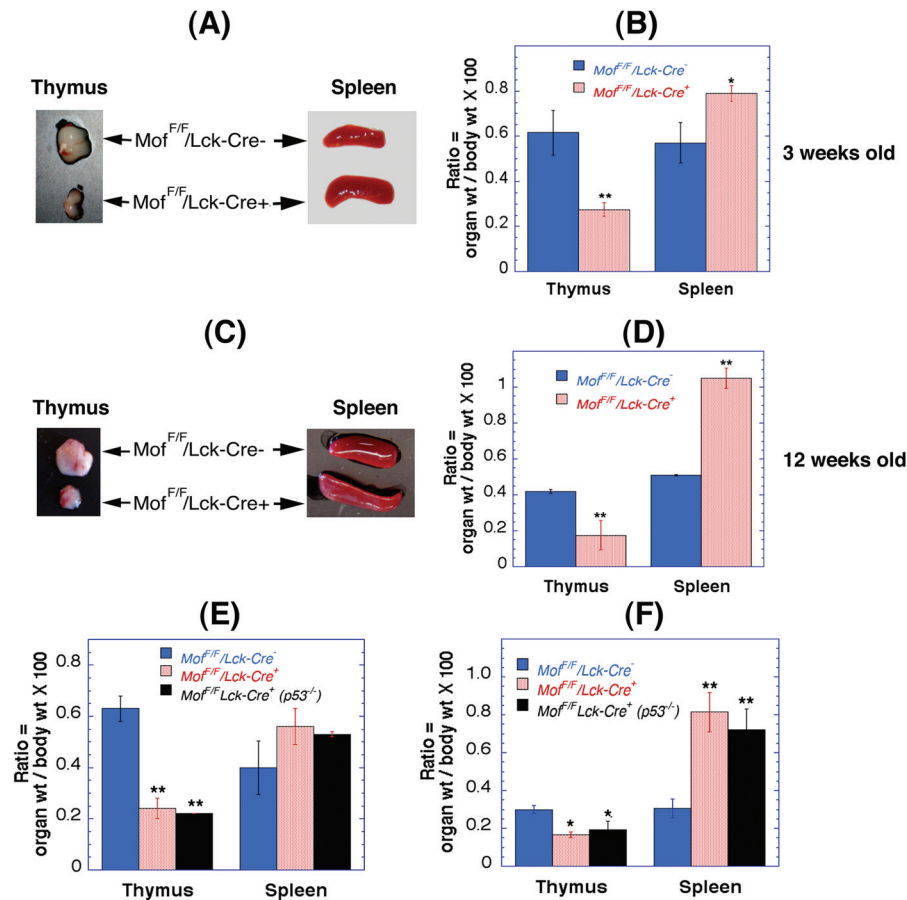 (A)
Thymus
Spleen
Mof^F/F/Lck-Cre-
Mof^F/F/Lck-Cre+
(B)
Mof^F/F/Lck-Cre^-
Mof^F/F/Lck-Cre^+
Ratio =
organ wt / body wt X 100
0.8
0.6
0.4
0.2
0
**
*
Thymus
Spleen
3 weeks old
(C)
Thymus
Spleen
Mof^F/F/Lck-Cre-
Mof^F/F/Lck-Cre+
(D)
Mof^F/F/Lck-Cre^-
Mof^F/F/Lck-Cre^+
Ratio =
organ wt / body wt X 100
1
0.8
0.6
0.4
0.2
0
**
**
Thymus
Spleen
12 weeks old
(E)
Mof^F/F/Lck-Cre^-
Mof^F/F/Lck-Cre^+
Mof^F/F Lck-Cre^+ (p53^-/-)
Ratio =
organ wt / body wt X 100
0.8
0.6
0.4
0.2
0
**
**
Thymus
Spleen
(F)
Mof^F/F/Lck-Cre^-
Mof^F/F/Lck-Cre^+
Mof^F/F Lck-Cre^+ (p53^-/-)
Ratio =
organ wt / body wt X 100
1.0
0.8
0.6
0.4
0.2
0
*
*
**
**
Thymus
Spleen